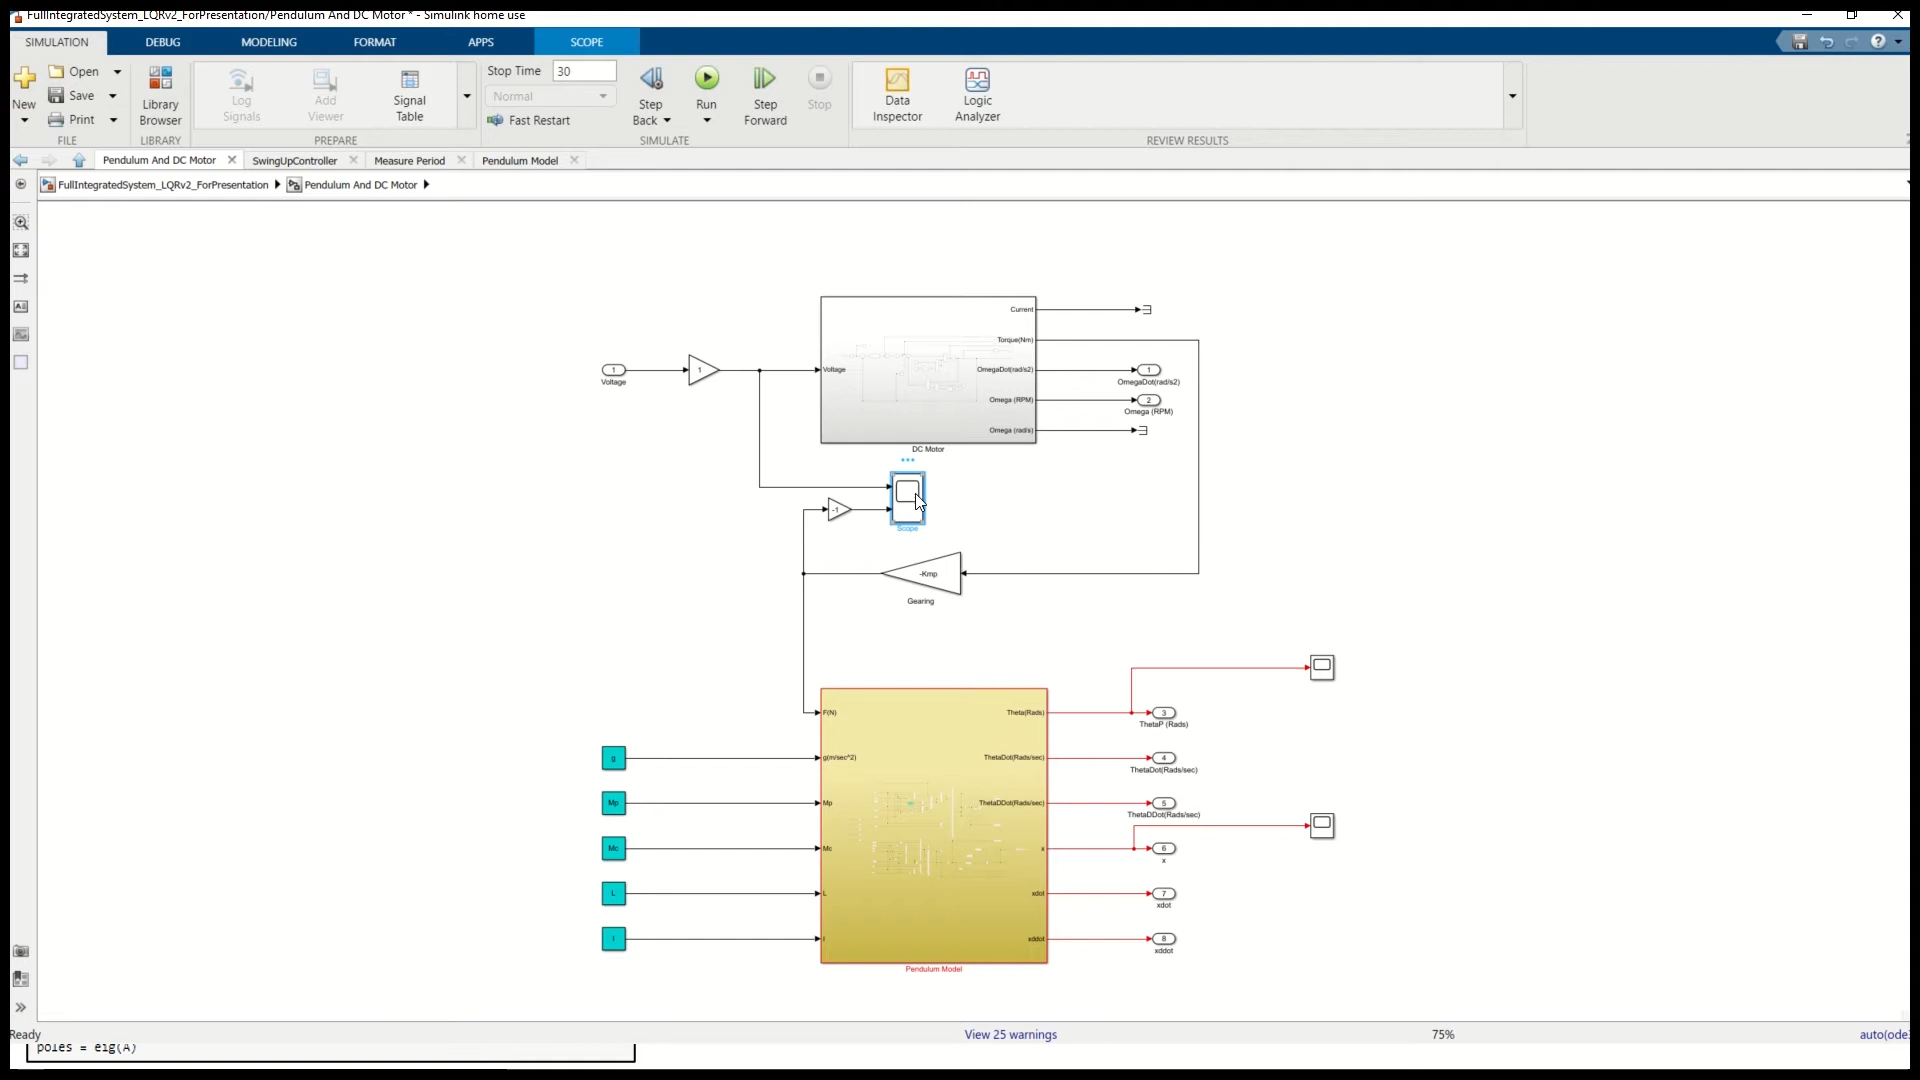 FullIntegratedSystem_LQRv2_ForPresentation/Pendulum And DC Motor * - Simulink home use
SIMULATION DEBUG MODELING FORMAT APPS SCOPE
New Open Save Print
FILE
Library Browser
LIBRARY
Log Signals Add Viewer Signal Table
PREPARE
Stop Time 30
Normal
Fast Restart
Step Back Run Step Forward Stop
SIMULATE
Data Inspector Logic Analyzer
REVIEW RESULTS
Pendulum And DC Motor SwingUpController Measure Period Pendulum Model
FullIntegratedSystem_LQRv2_ForPresentation Pendulum And DC Motor
Current
Torque(Nm)
1
Voltage
1
Voltage
OmegaDot(rad/s2)
1
OmegaDot(rad/s2)
Omega (RPM)
2
Omega (RPM)
Omega (rad/s)
DC Motor
-1
Scope
-Kmp
Gearing
F(N)
Theta(Rads)
3
ThetaP (Rads)
g
g(m/sec^2)
ThetaDot(Rads/sec)
4
ThetaDot(Rads/sec)
Mp
Mp
ThetaDDot(Rads/sec)
5
ThetaDDot(Rads/sec)
Mc
Mc
x
6
x
L
L
xdot
7
xdot
xddot
8
xddot
Pendulum Model
Ready
View 25 warnings
75%
poles = eig(A)